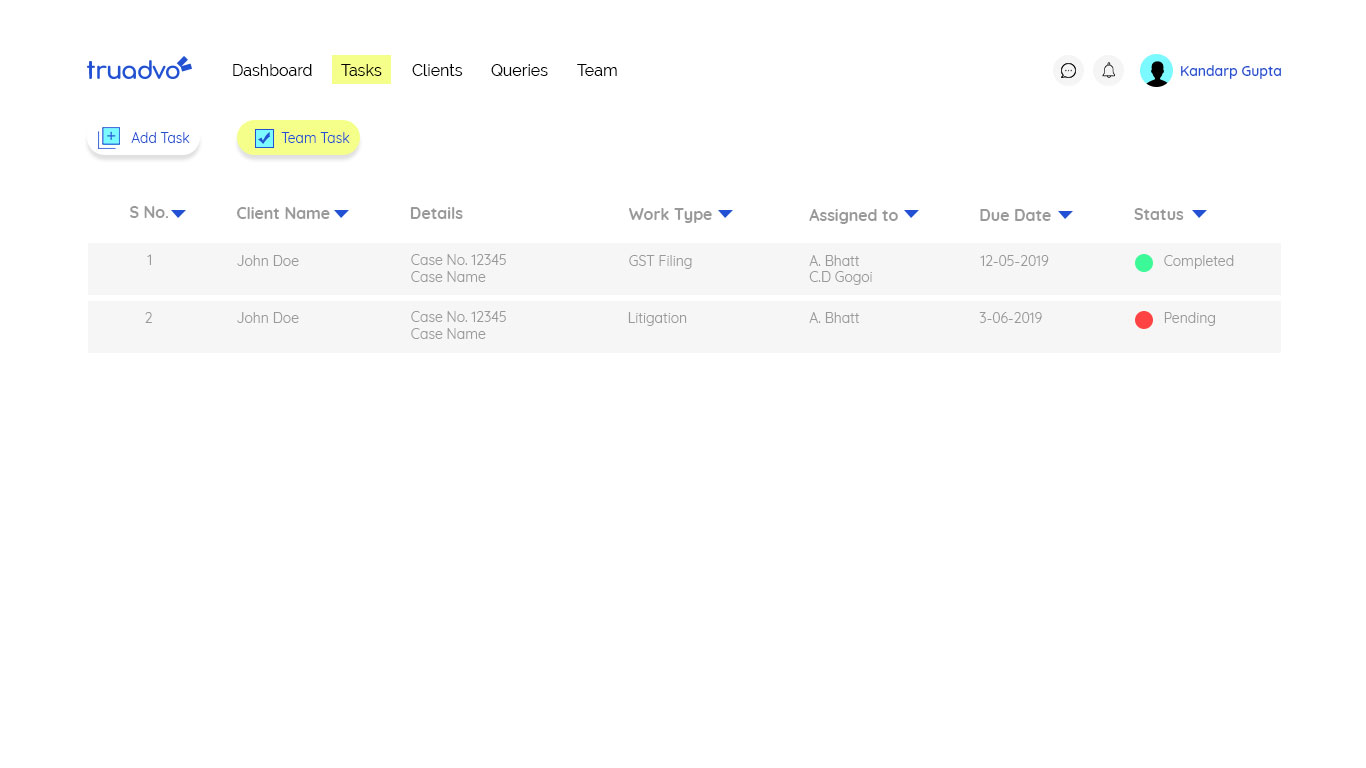 truadvo Dashboard Tasks Clients Queries Team Kandarp Gupta
Add Task Team Task
S No. Client Name Details Work Type Assigned to Due Date Status
1 John Doe Case No. 12345 GST Filing A. Bhatt 12-05-2019 Completed
Case Name C.D Gogoi
2 John Doe Case No. 12345 Litigation A. Bhatt 3-06-2019 Pending
Case Name